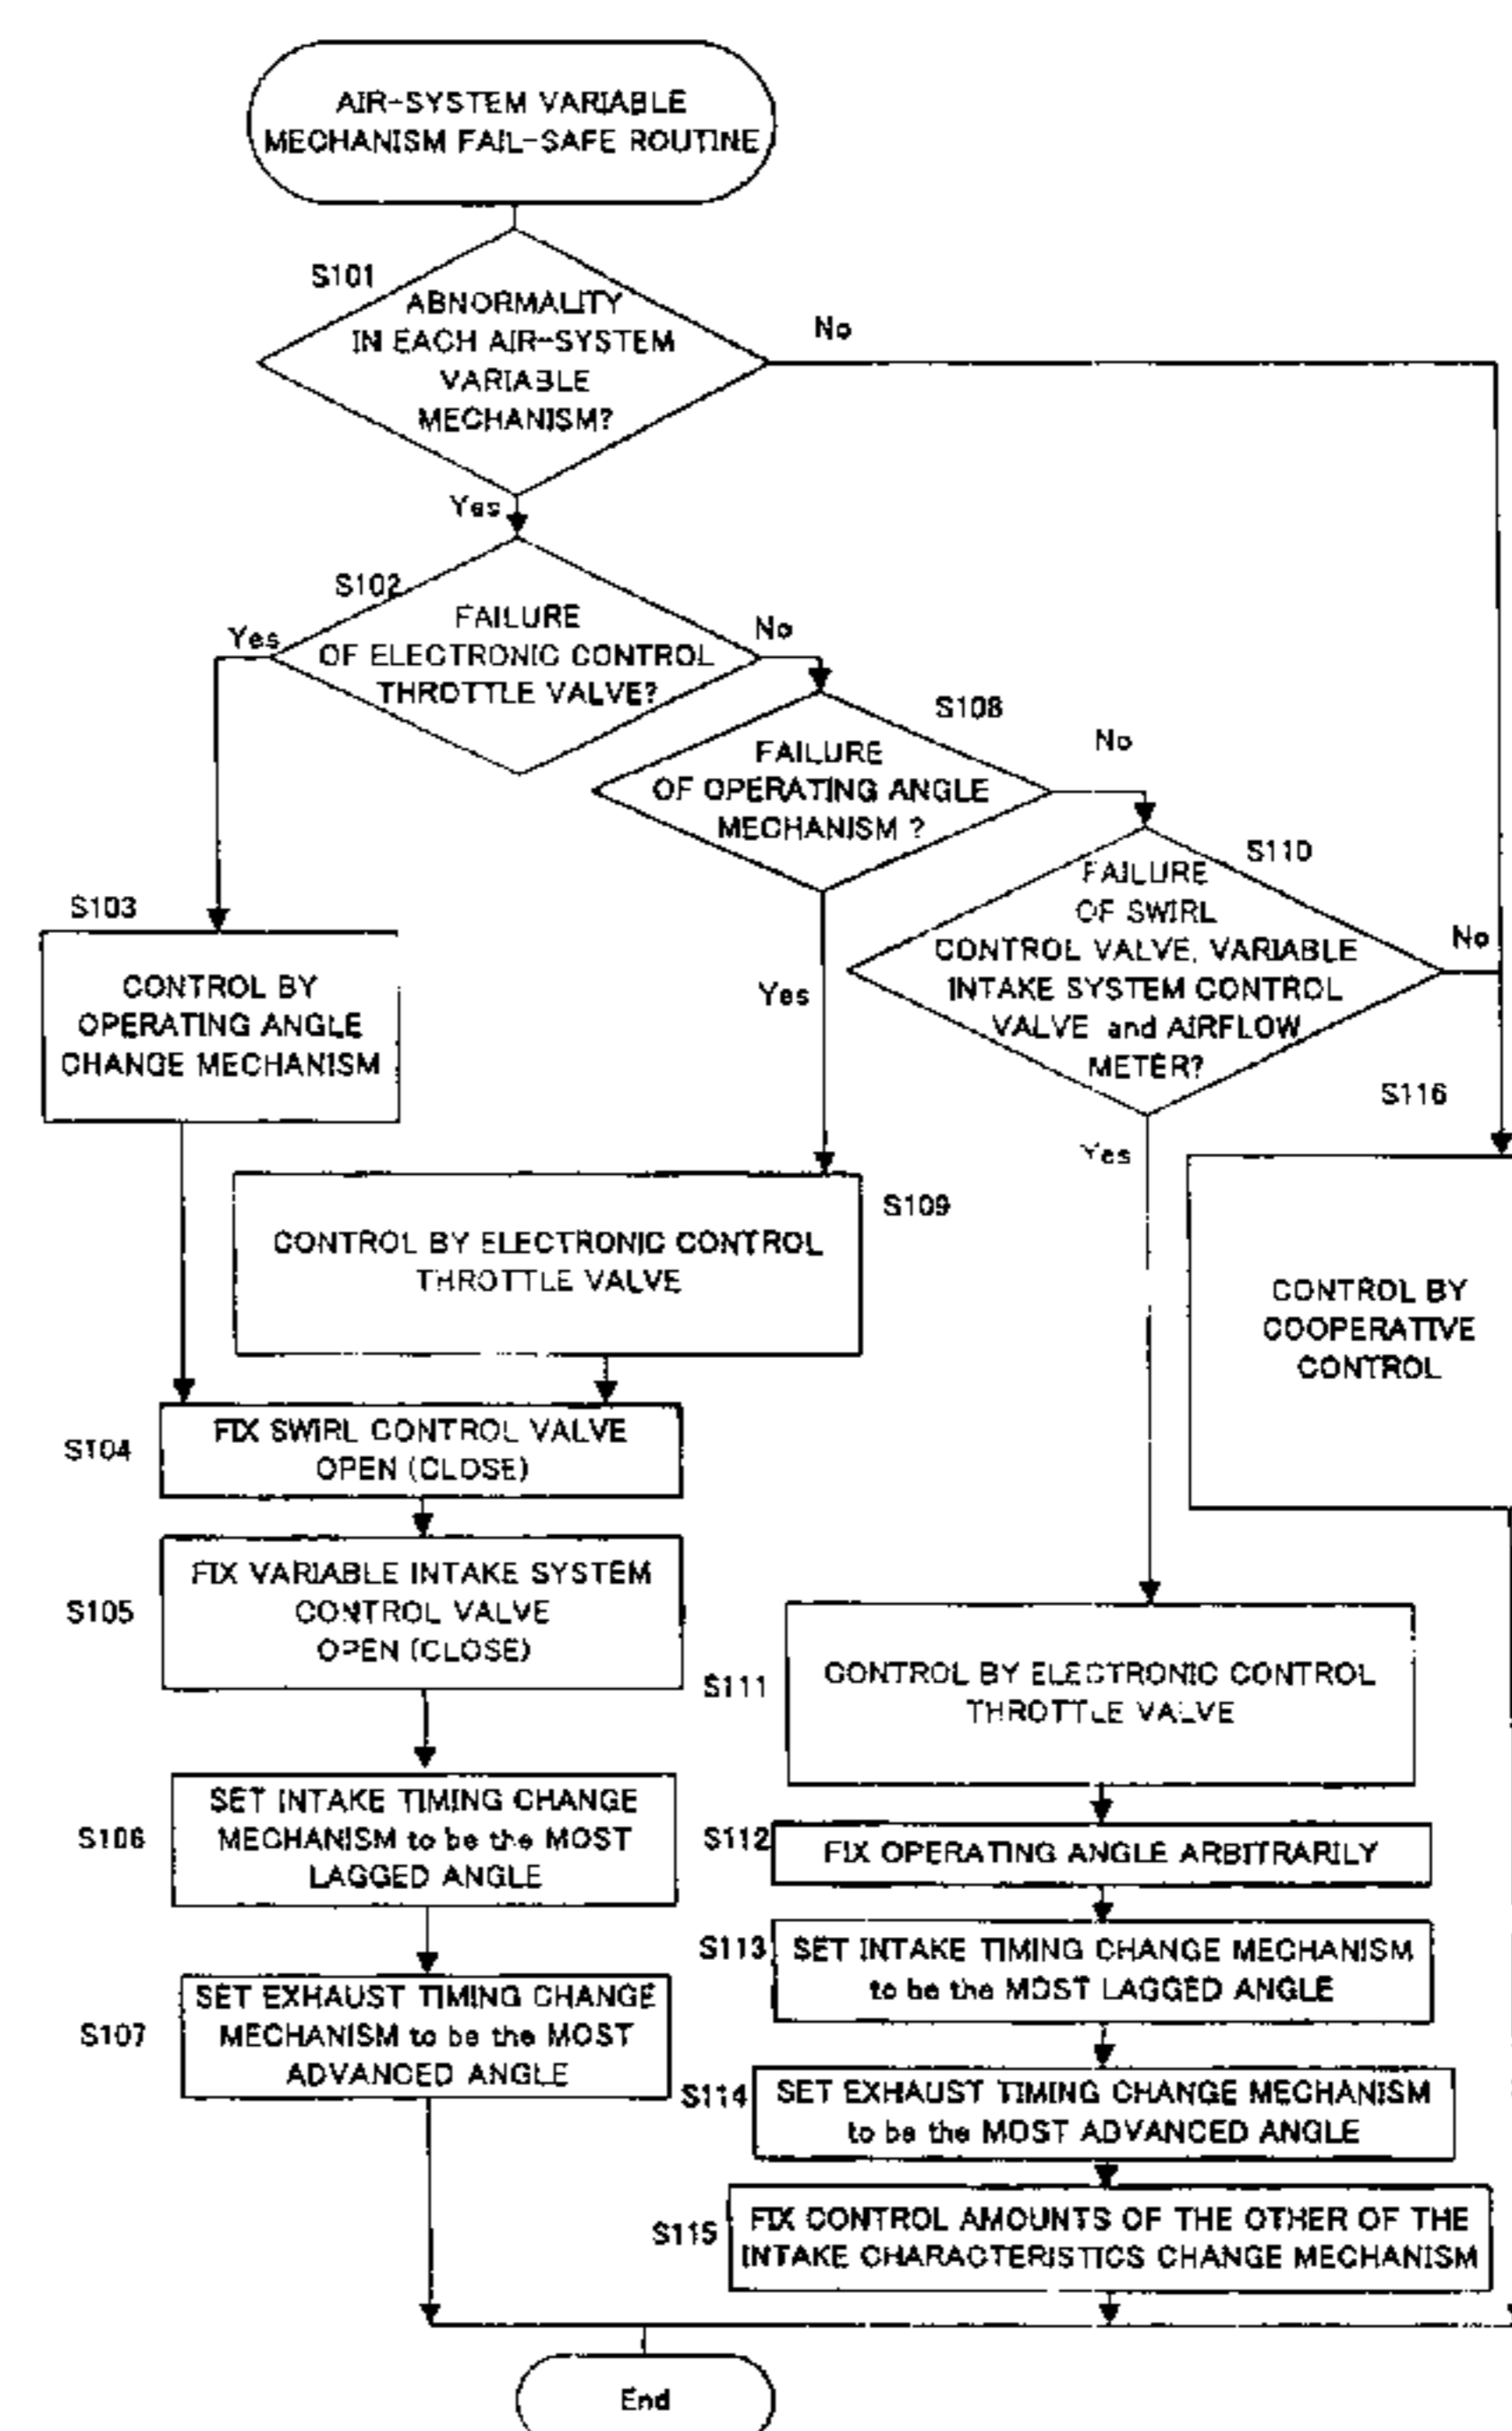 AIR-SYSTEM VARIABLE
MECHANISM FAIL-SAFE ROUTINE
S101
ABNORMALITY
IN EACH AIR-SYSTEM
VARIABLE
MECHANISM?
No
Yes
S102
FAILURE
OF ELECTRONIC CONTROL
THROTTLE VALVE?
Yes
No
S108
FAILURE
OF OPERATING ANGLE
MECHANISM ?
No
Yes
S110
FAILURE
OF SWIRL
CONTROL VALVE, VARIABLE
INTAKE SYSTEM CONTROL
VALVE and AIRFLOW
METER?
No
Yes
S103
CONTROL BY
OPERATING ANGLE
CHANGE MECHANISM
S116
CONTROL BY
COOPERATIVE
CONTROL
S109
CONTROL BY ELECTRONIC CONTROL
THROTTLE VALVE
S104
FIX SWIRL CONTROL VALVE
OPEN (CLOSE)
S105
FIX VARIABLE INTAKE SYSTEM
CONTROL VALVE
OPEN (CLOSE)
S106
SET INTAKE TIMING CHANGE
MECHANISM to be the MOST
LAGGED ANGLE
S107
SET EXHAUST TIMING CHANGE
MECHANISM to be the MOST
ADVANCED ANGLE
S111
CONTROL BY ELECTRONIC CONTROL
THROTTLE VALVE
S112
FIX OPERATING ANGLE ARBITRARILY
S113
SET INTAKE TIMING CHANGE MECHANISM
to be the MOST LAGGED ANGLE
S114
SET EXHAUST TIMING CHANGE MECHANISM
to be the MOST ADVANCED ANGLE
S115
FIX CONTROL AMOUNTS OF THE OTHER OF THE
INTAKE CHARACTERISTICS CHANGE MECHANISM
End